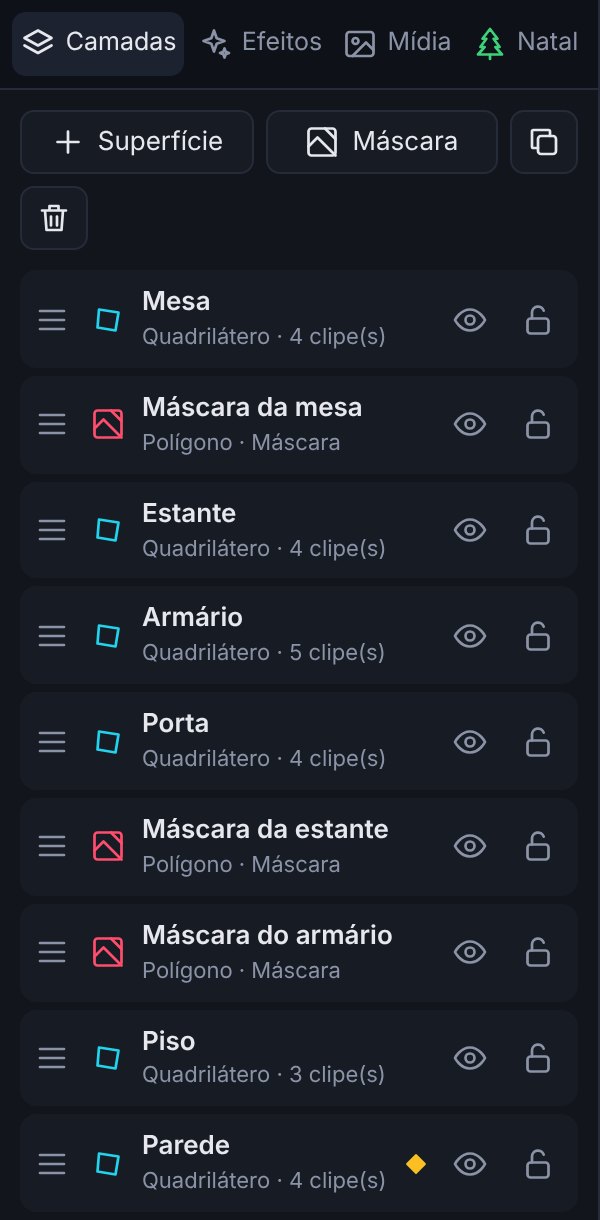 Camadas Efeitos Mídia Natal
Superfície Máscara
Mesa
Quadrilátero · 4 clipe(s)
Máscara da mesa
Polígono · Máscara
Estante
Quadrilátero · 4 clipe(s)
Armário
Quadrilátero · 5 clipe(s)
Porta
Quadrilátero · 4 clipe(s)
Máscara da estante
Polígono · Máscara
Máscara do armário
Polígono · Máscara
Piso
Quadrilátero · 3 clipe(s)
Parede
Quadrilátero · 4 clipe(s)